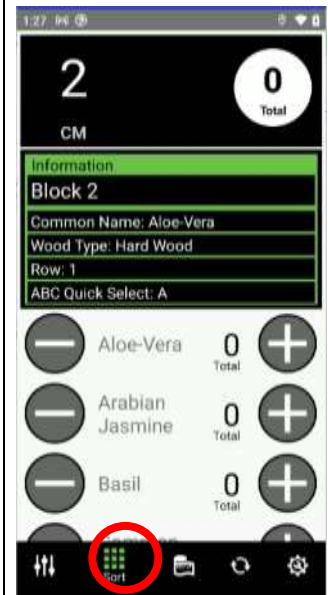 1:27
2
CM
0
Total
Information
Block 2
Common Name: Aloe-Vera
Wood Type: Hard Wood
Row: 1
ABC Quick Select: A
Aloe-Vera
0
Total
Arabian
Jasmine
0
Total
Basil
0
Total
Sort